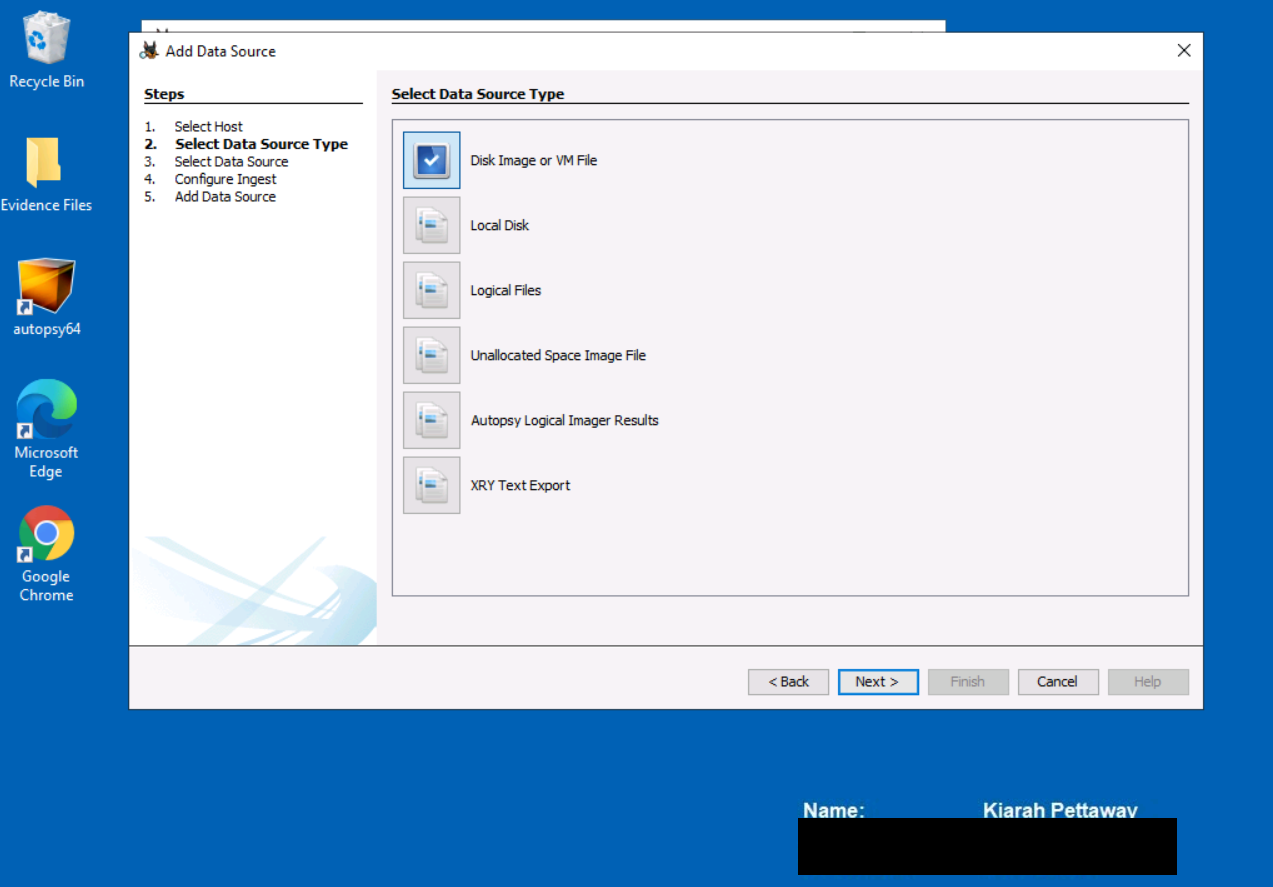 Recycle Bin
Evidence Files
autopsy64
Microsoft
Edge
Google
Chrome
Add Data Source
Steps
1. Select Host
2. Select Data Source Type
3. Select Data Source
4. Configure Ingest
5. Add Data Source
Select Data Source Type
Disk Image or VM File
Local Disk
Logical Files
Unallocated Space Image File
Autopsy Logical Imager Results
XRY Text Export
< Back Next > Finish Cancel Help
Name: Kiarah Pettaway